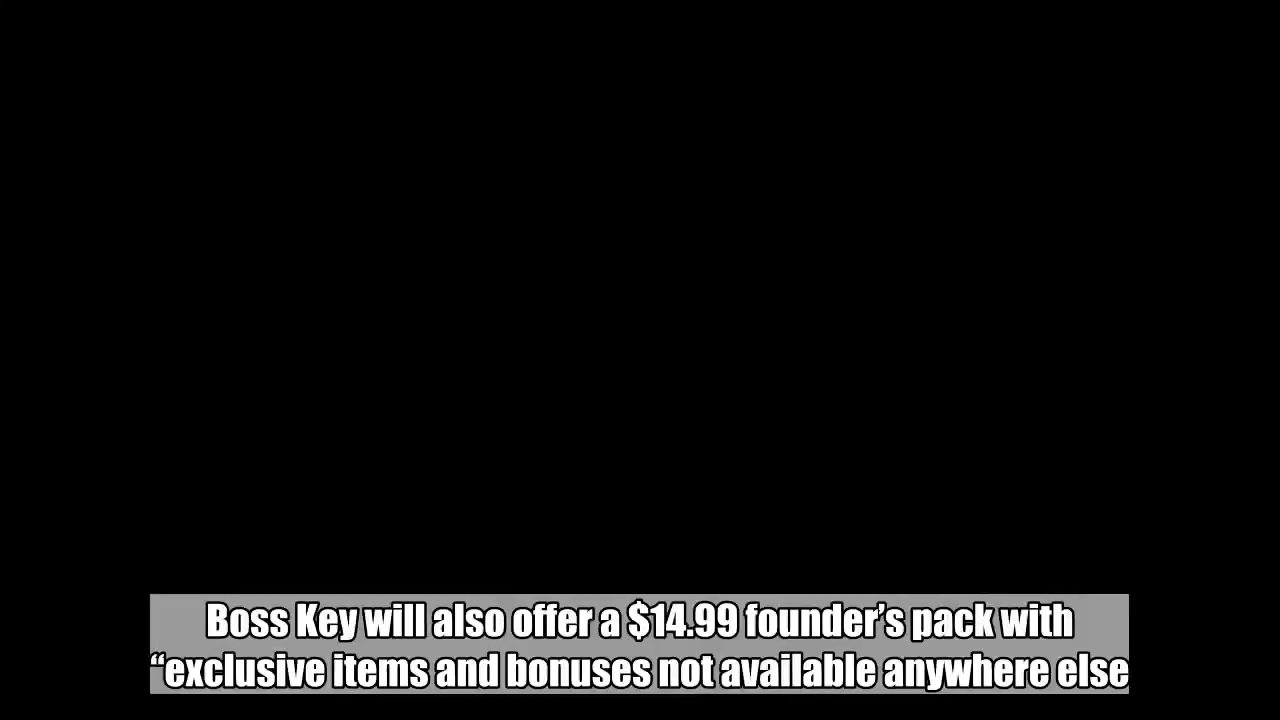 Boss Key will also offer a $14.99 founder’s pack with
“exclusive items and bonuses not available anywhere else